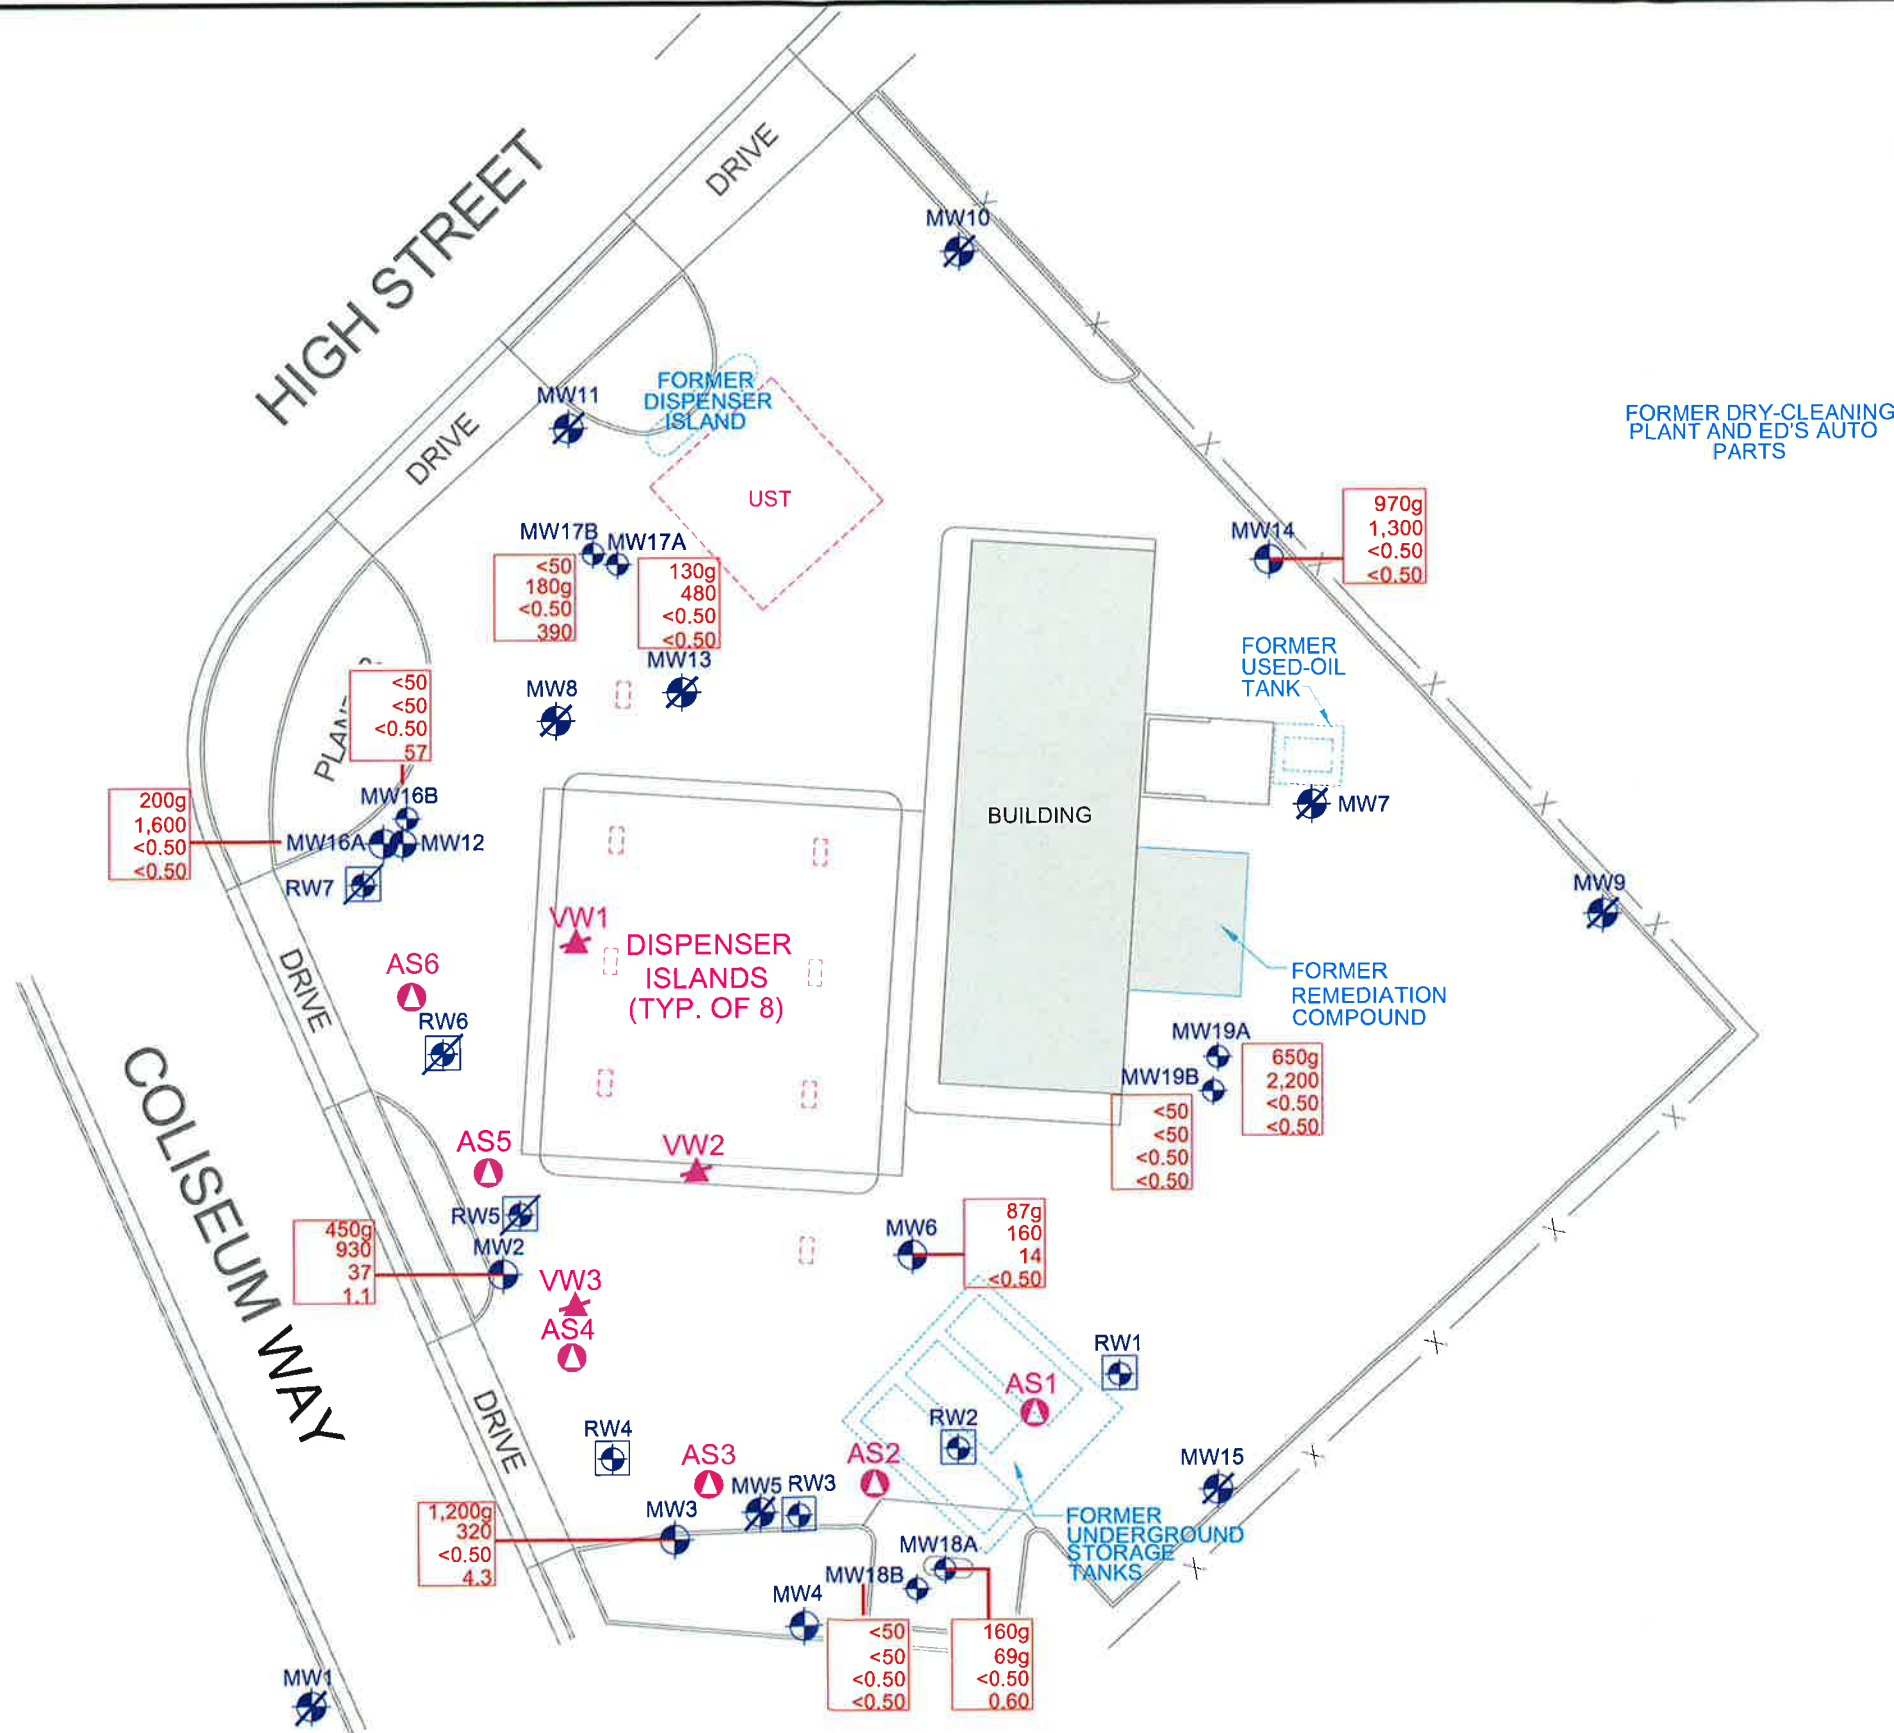 HIGH STREET
DRIVE
MW10
MW11
DRIVE
FORMER
DISPENSER
ISLAND
UST
FORMER DRY-CLEANING
PLANT AND ED'S AUTO
PARTS
MW14
970g
1,300
<0.50
<0.50
MW17B
MW17A
<50
180g
<0.50
390
130g
480
<0.50
<0.50
MW13
MW8
FORMER
USED-OIL
TANK
MW7
<50
<50
<0.50
57
MW16B
200g
1,600
<0.50
<0.50
MW16A
MW12
RW7
BUILDING
MW9
DRIVE
AS6
RW6
VW1
DISPENSER
ISLANDS
(TYP. OF 8)
FORMER
REMEDIATION
COMPOUND
MW19A
650g
2,200
<0.50
<0.50
MW19B
<50
<50
<0.50
<0.50
COLISEUM WAY
AS5
VW2
RW5
MW2
450g
930
37
1.1
MW6
87g
160
14
<0.50
VW3
AS4
RW1
AS1
RW2
DRIVE
RW4
AS3
AS2
MW15
MW5
RW3
MW3
1,200g
320
<0.50
4.3
FORMER
UNDERGROUND
STORAGE
TANKS
MW18A
MW18B
MW4
<50
<50
<0.50
<0.50
160g
69g
<0.50
0.60
MW1
X
X
X
X
X
X
X
X
X
X
X
X
X